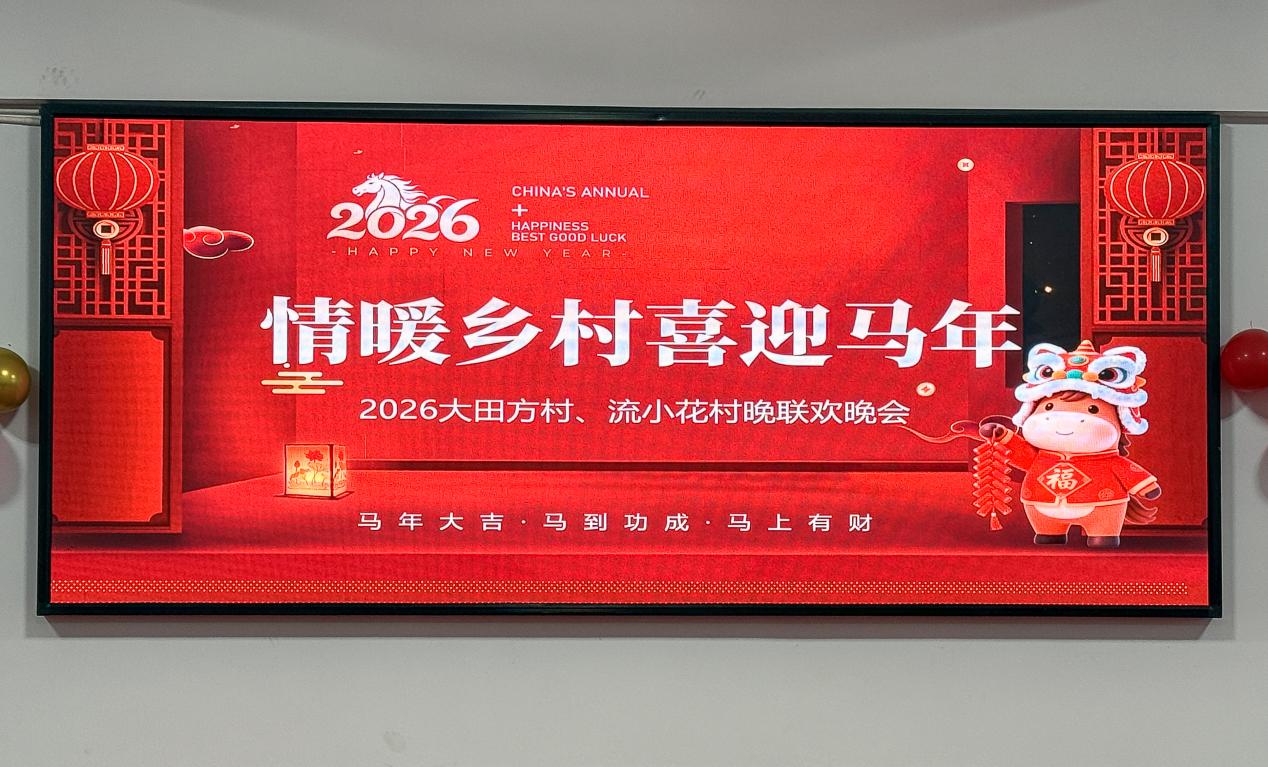 2026
CHINA'S ANNUAL
+
HAPPINESS
BEST GOOD LUCK
-HAPPY NEW YEAR-
情暖乡村喜迎马年
2026大田方村、流小花村晚联欢晚会
福
马年大吉·马到功成·马上有财